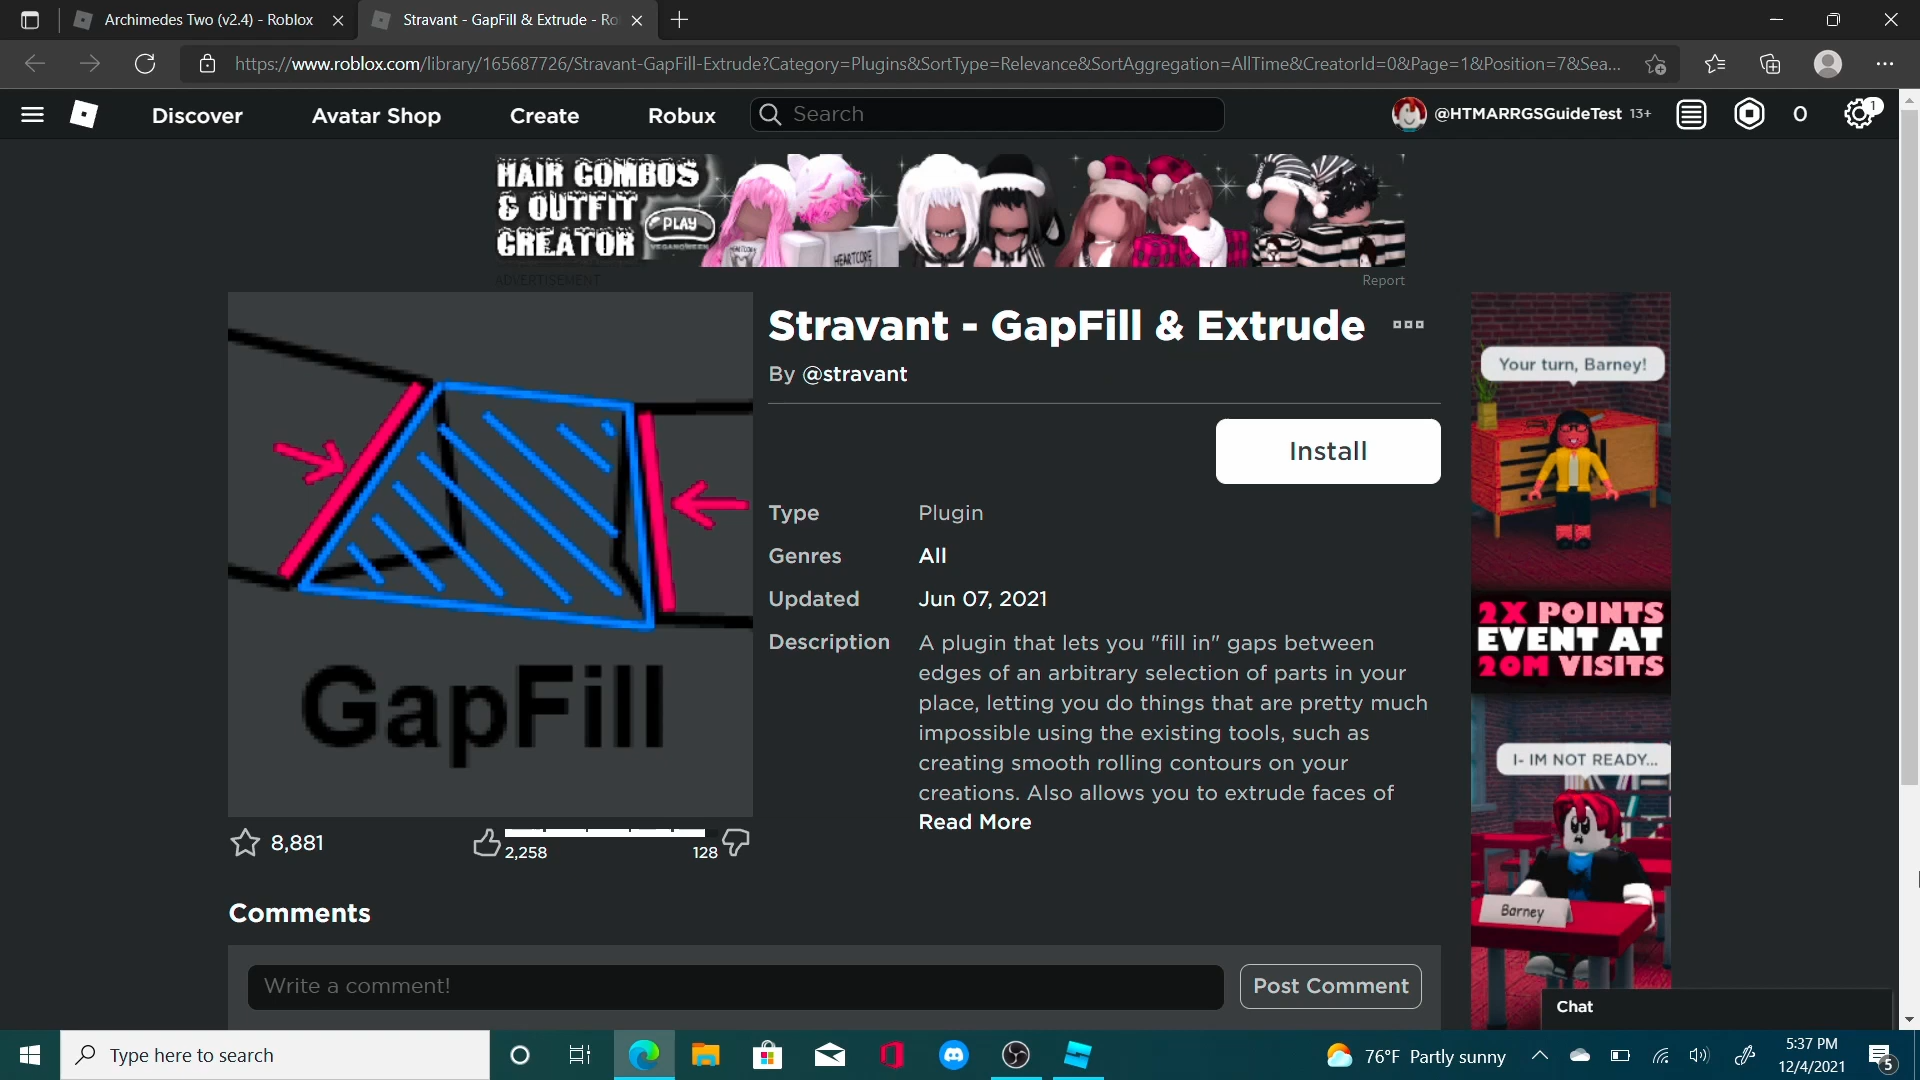 Archimedes Two (v2.4) - Roblox
Stravant - GapFill & Extrude - Ro
https://www.roblox.com/library/165687726/Stravant-GapFill-Extrude?Category=Plugins&SortType=Relevance&SortAggregation=AllTime&CreatorId=0&Page=1&Position=7&Sea...
Discover
Avatar Shop
Create
Robux
Search
@HTMARRGSGuideTest 13+
0
1
HAIR COMBOS
& OUTFIT
CREATOR
PLAY
HEARTCORE
ADVERTISEMENT
Report
Stravant - GapFill & Extrude
By @stravant
Install
Type Plugin
Genres All
Updated Jun 07, 2021
Description A plugin that lets you "fill in" gaps between
edges of an arbitrary selection of parts in your
place, letting you do things that are pretty much
impossible using the existing tools, such as
creating smooth rolling contours on your
creations. Also allows you to extrude faces of
Read More
GapFill
8,881
2,258
128
Your turn, Barney!
2X POINTS
EVENT AT
20M VISITS
I- IM NOT READY...
Barney
Comments
Write a comment!
Post Comment
Chat
Type here to search
76°F Partly sunny
5:37 PM
12/4/2021
5